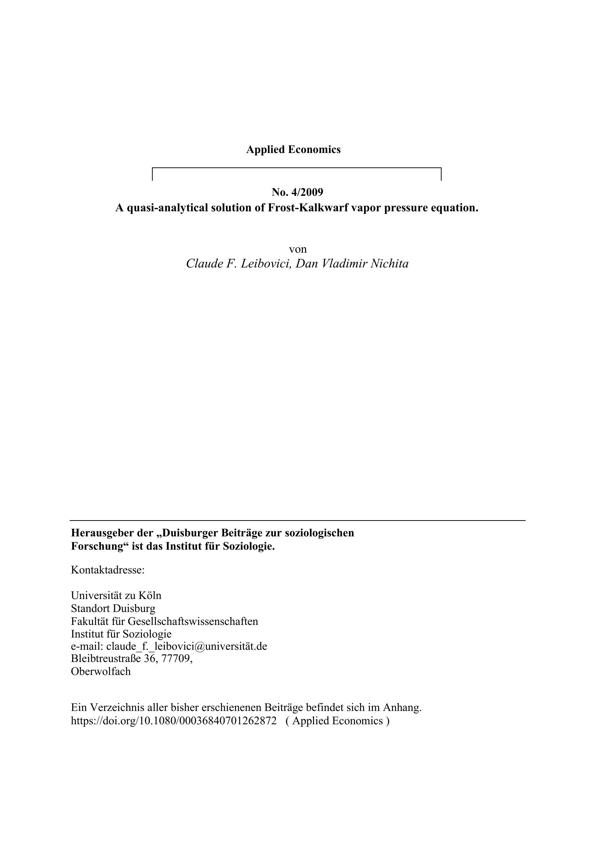 Applied Economics
No. 4/2009
A quasi-analytical solution of Frost-Kalkwarf vapor pressure equation.
von
Claude F. Leibovici, Dan Vladimir Nichita
Herausgeber der „Duisburger Beiträge zur soziologischen
Forschung“ ist das Institut für Soziologie.
Kontaktadresse:
Universität zu Köln
Standort Duisburg
Fakultät für Gesellschaftswissenschaften
Institut für Soziologie
e-mail: claude_f._leibovici@universität.de
Bleibtreustraße 36, 77709,
Oberwolfach
Ein Verzeichnis aller bisher erschienenen Beiträge befindet sich im Anhang.
https://doi.org/10.1080/00036840701262872 ( Applied Economics )